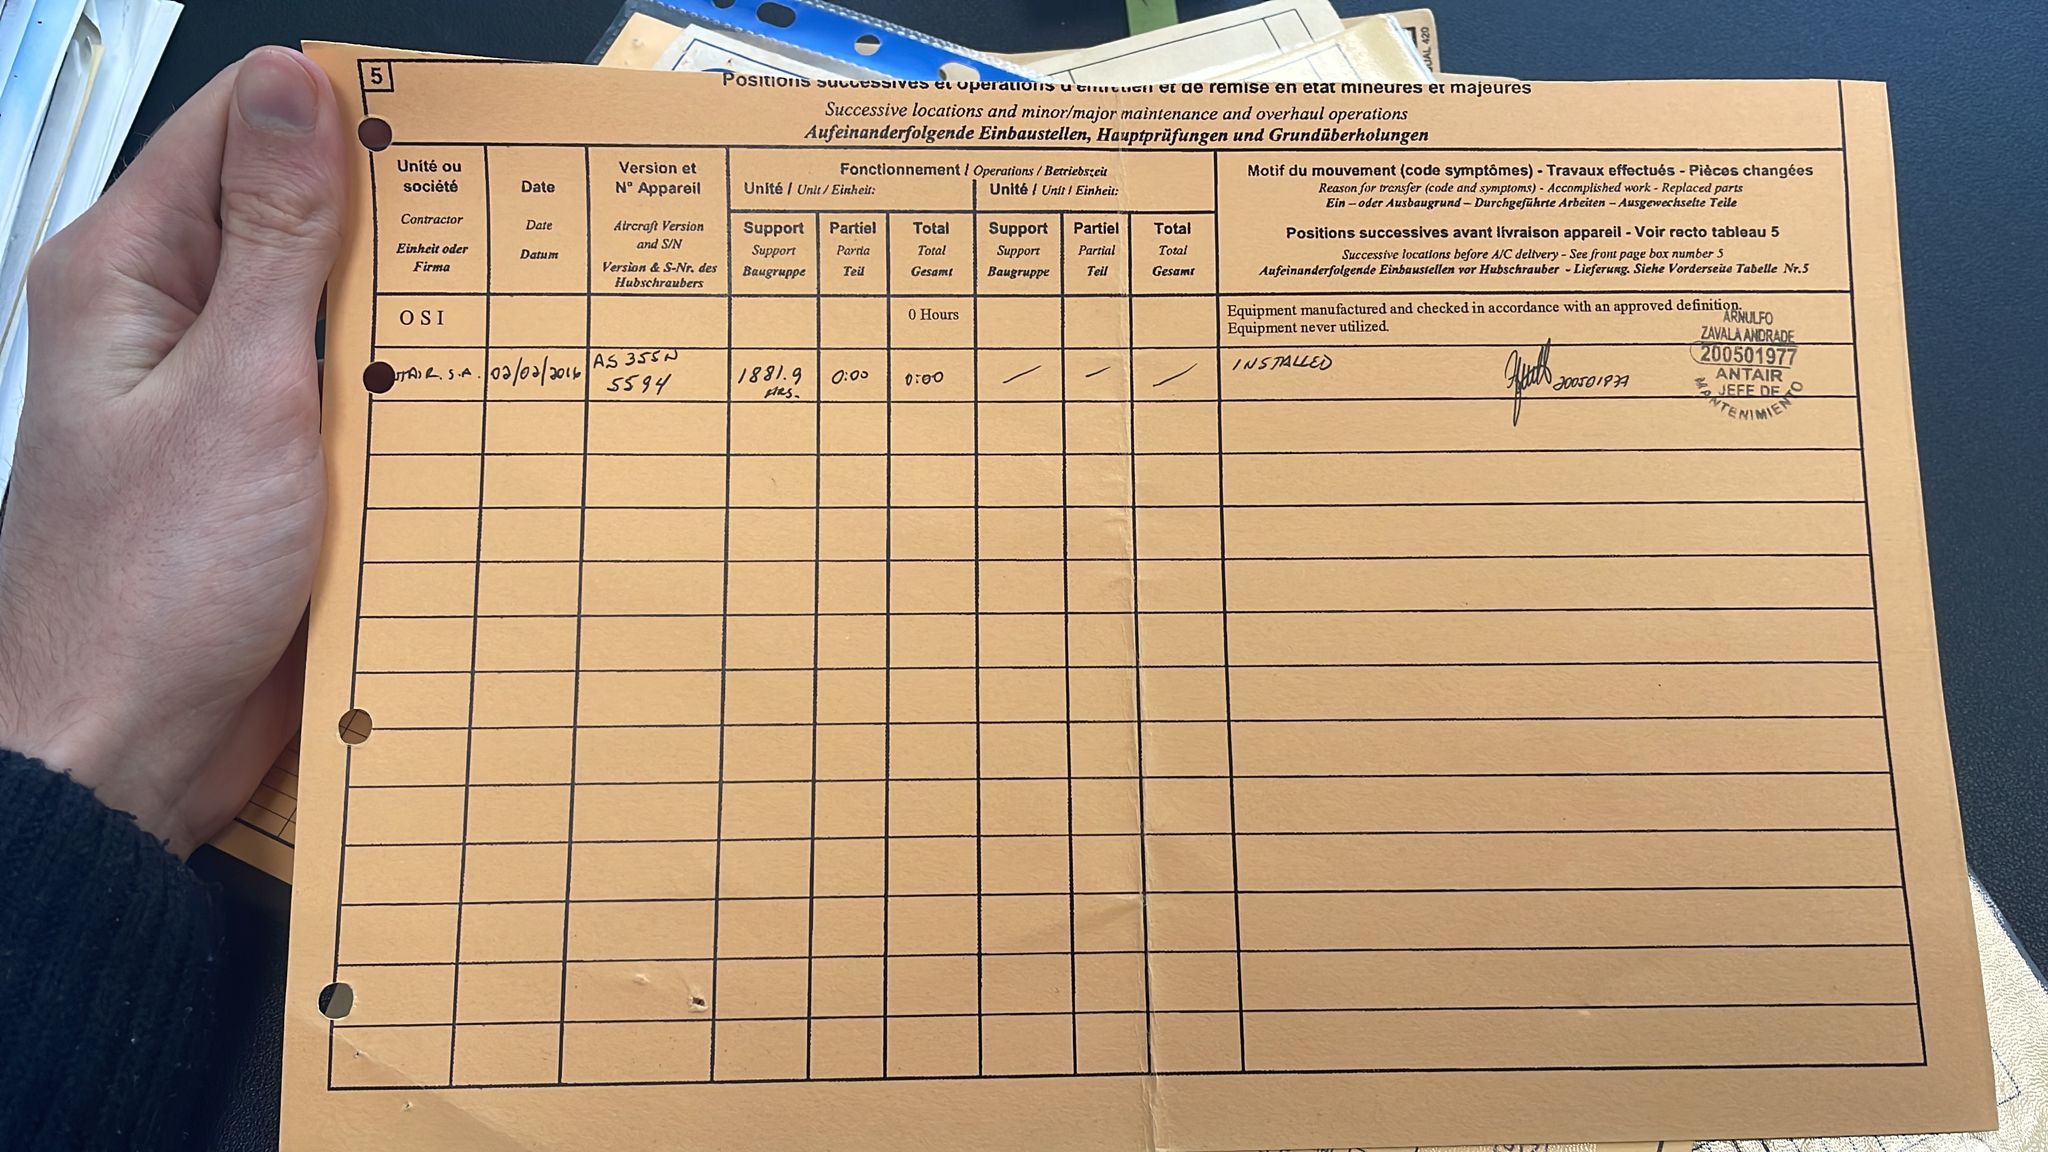 5
Positions successives et opérations d'entretien et de remise en état mineures et majeures
Successive locations and minor/major maintenance and overhaul operations
Aufeinanderfolgende Einbaustellen, Hauptprüfungen und Grundüberholungen
Unité ou
société
Contractor
Einheit oder
Firma
Date
Date
Datum
Version et
N° Appareil
Aircraft Version
and S/N
Version & S-Nr. des
Hubschraubers
Fonctionnement / Operations / Betriebszeit
Unité / Unit / Einheit:
Unité / Unit / Einheit:
Support
Support
Baugruppe
Partiel
Partia
Teil
Total
Total
Gesamt
Support
Support
Baugruppe
Partiel
Partial
Teil
Total
Total
Gesamt
Motif du mouvement (code symptômes) - Travaux effectués - Pièces changées
Reason for transfer (code and symptoms) - Accomplished work - Replaced parts
Ein – oder Ausbaugrund – Durchgeführte Arbeiten – Ausgewechselte Teile
Positions successives avant livraison appareil - Voir recto tableau 5
Successive locations before A/C delivery - See front page box number 5
Aufeinanderfolgende Einbaustellen vor Hubschrauber - Lieferung. Siehe Vorderseite Tabelle Nr.5
OSI
0 Hours
Equipment manufactured and checked in accordance with an approved definition.
Equipment never utilized.
TAIR. S.A.
02/02/2016
AS 355N
5594
1881.9
HRS.
0:00
0:00
INSTALLED
200501977
ARNULFO
ZAVALA ANDRADE
200501977
ANTAIR
JEFE DE
MANTENIMIENTO
QUAL 420